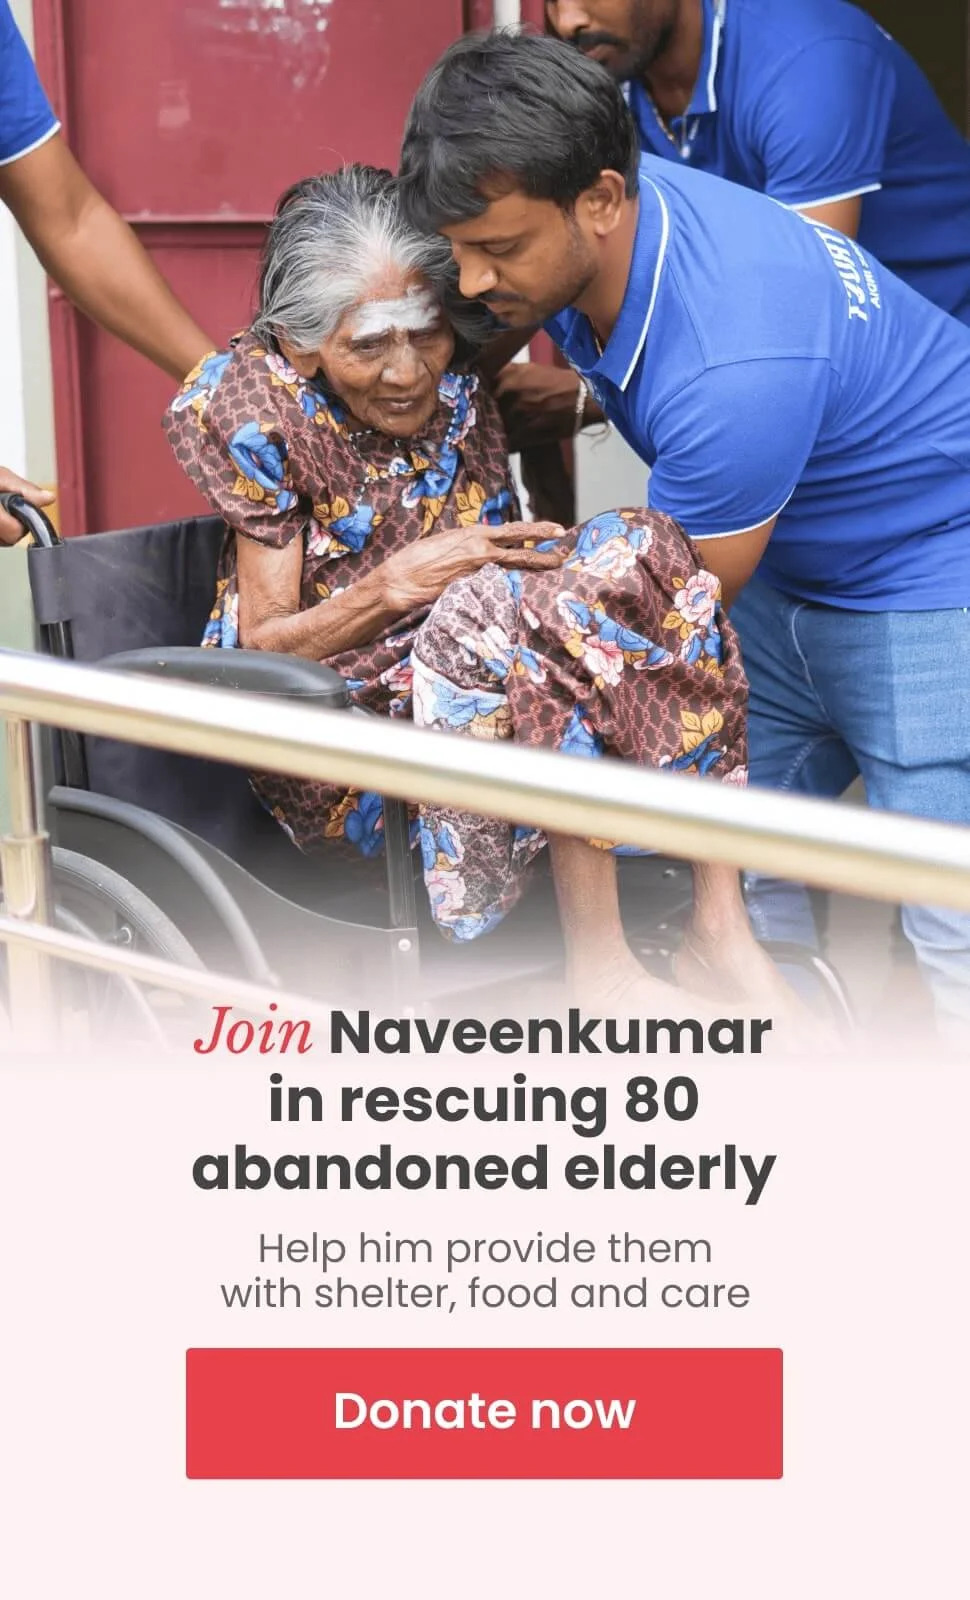 Join Naveenkumar
in rescuing 80
abandoned elderly
Help him provide them
with shelter, food and care
Donate now